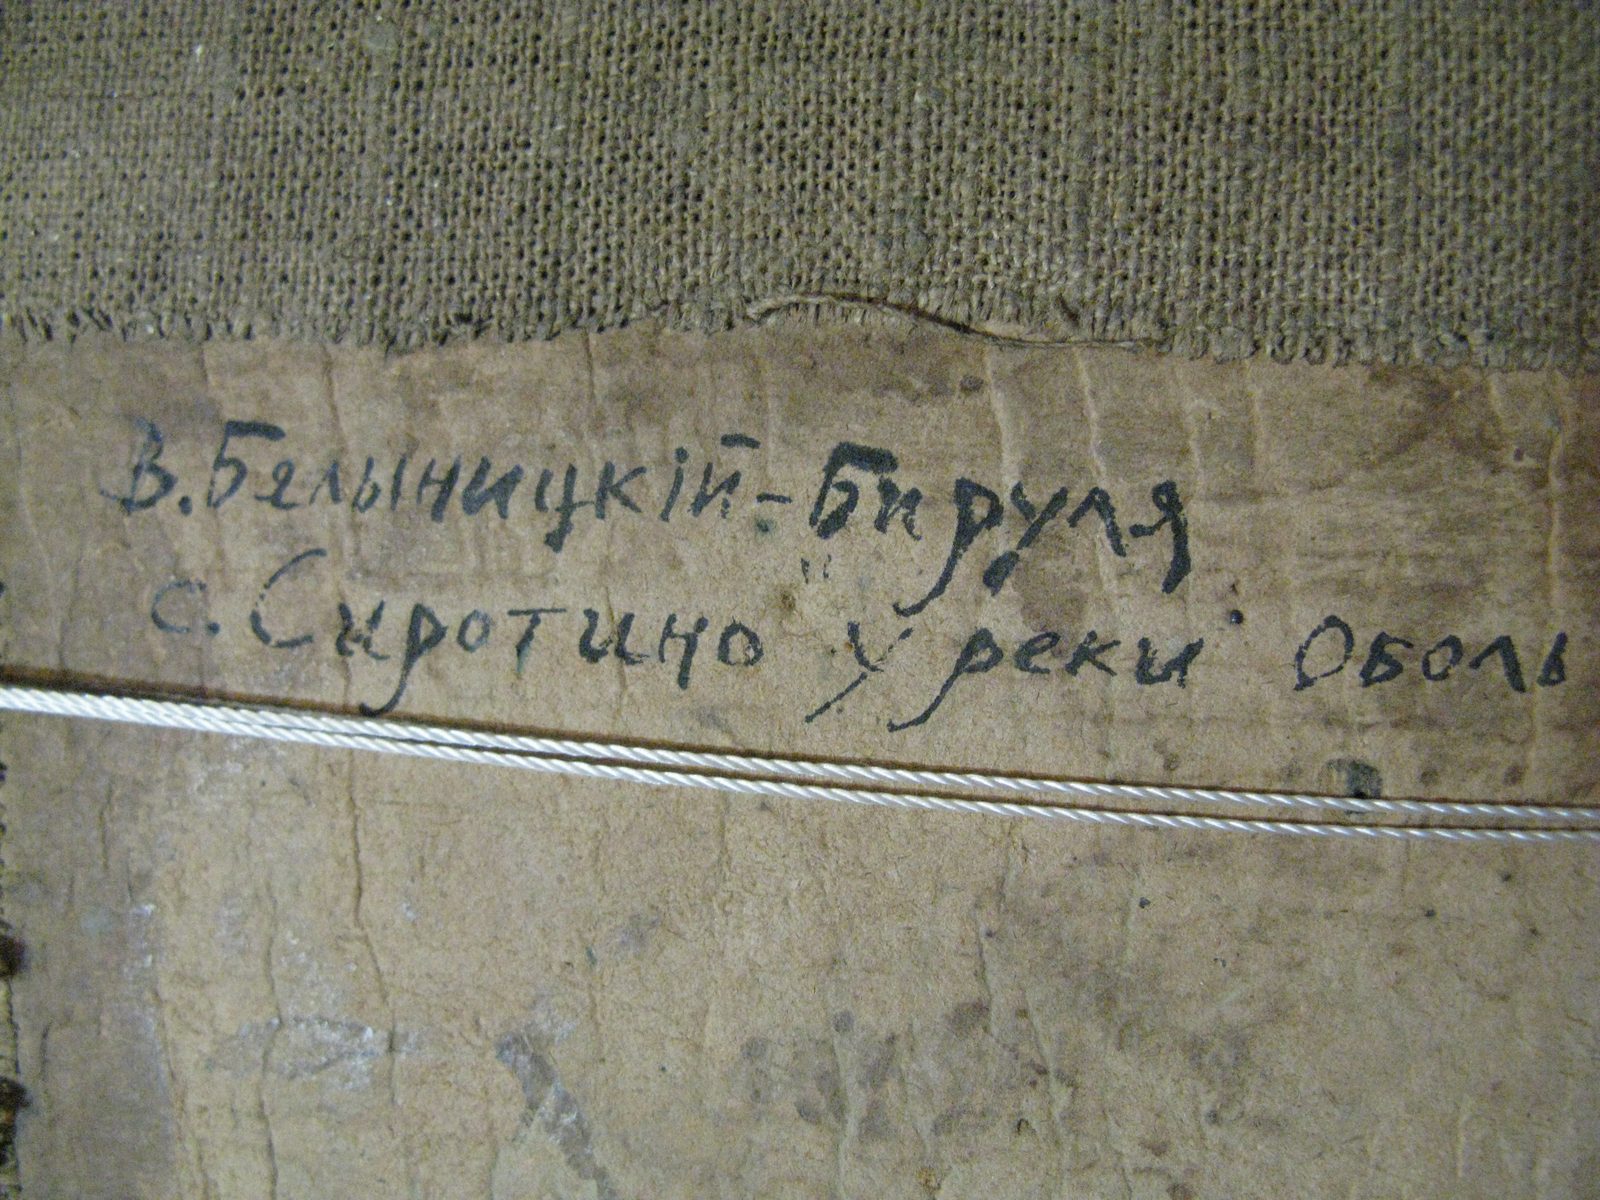 В. Бялыницкій-Бируля
с. Сиротино у реки Оболь